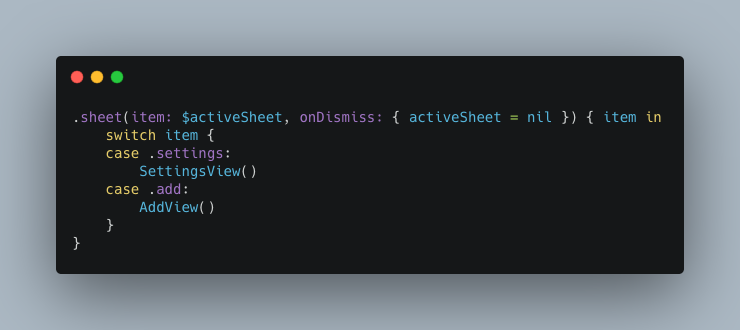 .sheet(item: $activeSheet, onDismiss: { activeSheet = nil }) { item in
    switch item {
    case .settings:
        SettingsView()
    case .add:
        AddView()
    }
}